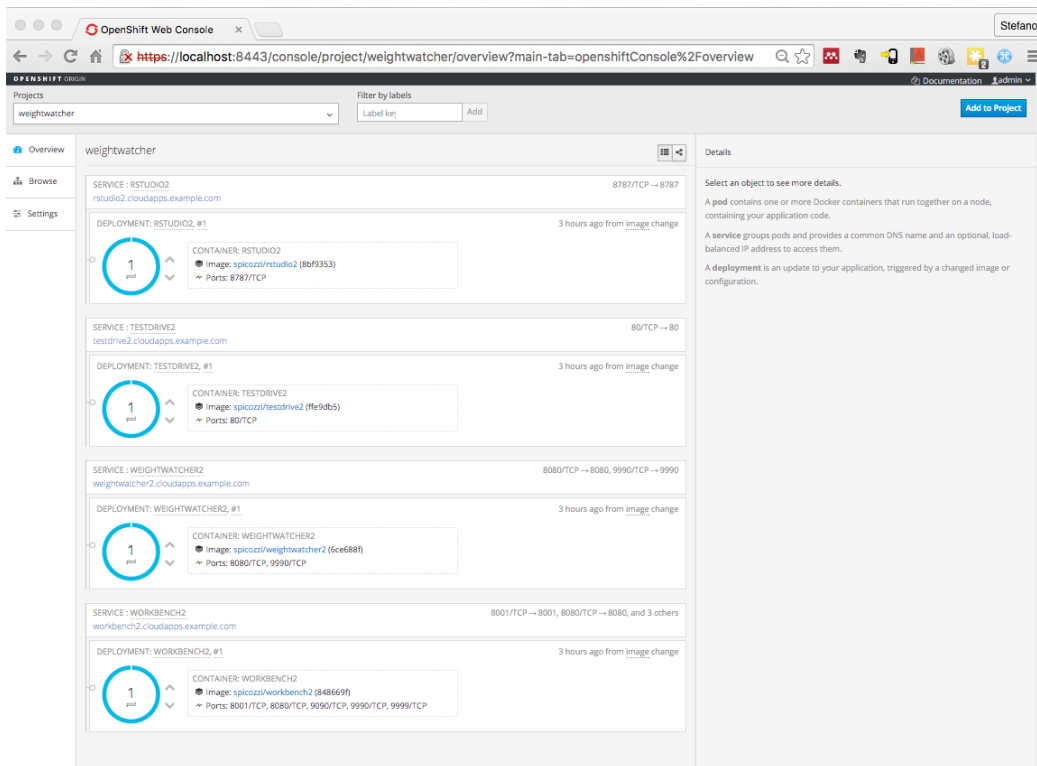 OpenShift Web Console
Stefano
https://localhost:8443/console/project/weightwatcher/overview?main-tab=openshiftConsole%2Foverview
2
OPENSHIFT ORIGIN
Documentation admin
Projects
Filter by labels
weightwatcher
Label key
Add
Add to Project
Overview
Browse
Settings
weightwatcher
SERVICE : RSTUDIO2
8787/TCP → 8787
rstudio2.cloudapps.example.com
DEPLOYMENT: RSTUDIO2, #1
3 hours ago from image change
1
pod
CONTAINER: RSTUDIO2
Image: spicozzi/rstudio2 (8bf9353)
Ports: 8787/TCP
SERVICE : TESTDRIVE2
80/TCP → 80
testdrive2.cloudapps.example.com
DEPLOYMENT: TESTDRIVE2, #1
3 hours ago from image change
1
pod
CONTAINER: TESTDRIVE2
Image: spicozzi/testdrive2 (ffe9db5)
Ports: 80/TCP
SERVICE : WEIGHTWATCHER2
8080/TCP → 8080, 9990/TCP → 9990
weightwatcher2.cloudapps.example.com
DEPLOYMENT: WEIGHTWATCHER2, #1
3 hours ago from image change
1
pod
CONTAINER: WEIGHTWATCHER2
Image: spicozzi/weightwatcher2 (6ce688f)
Ports: 8080/TCP, 9990/TCP
SERVICE : WORKBENCH2
8001/TCP → 8001, 8080/TCP → 8080, and 3 others
workbench2.cloudapps.example.com
DEPLOYMENT: WORKBENCH2, #1
3 hours ago from image change
1
pod
CONTAINER: WORKBENCH2
Image: spicozzi/workbench2 (848669f)
Ports: 8001/TCP, 8080/TCP, 9090/TCP, 9990/TCP, 9999/TCP
Details
Select an object to see more details.
A pod contains one or more Docker containers that run together on a node,
containing your application code.
A service groups pods and provides a common DNS name and an optional, load-
balanced IP address to access them.
A deployment is an update to your application, triggered by a changed image or
configuration.